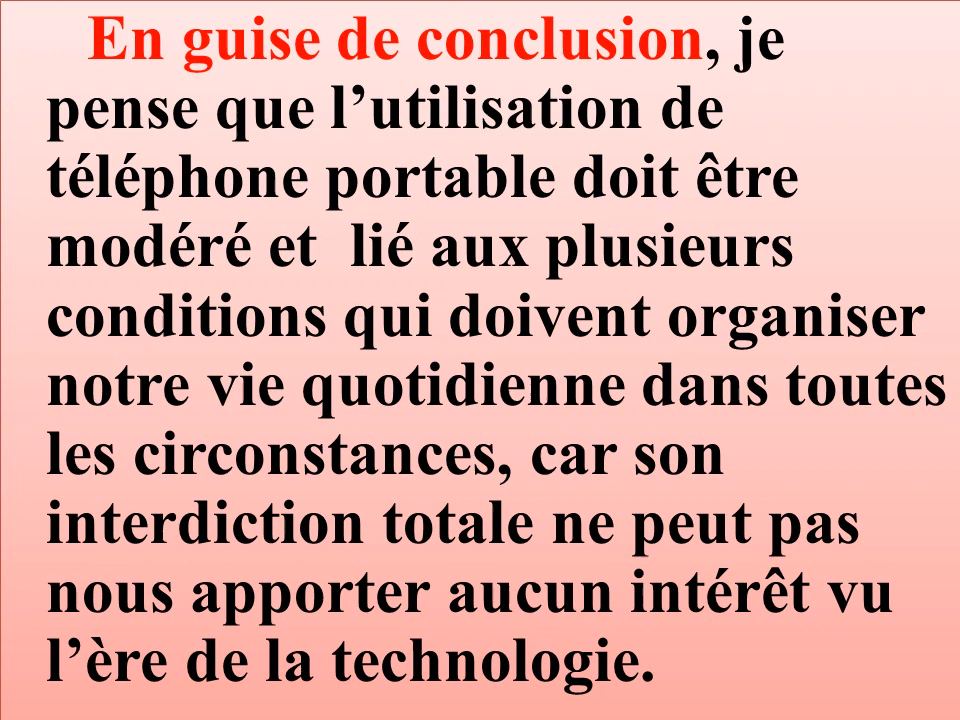 En guise de conclusion, je
pense que l’utilisation de
téléphone portable doit être
modéré et  lié aux plusieurs
conditions qui doivent organiser
notre vie quotidienne dans toutes
les circonstances, car son
interdiction totale ne peut pas
nous apporter aucun intérêt vu
l’ère de la technologie.